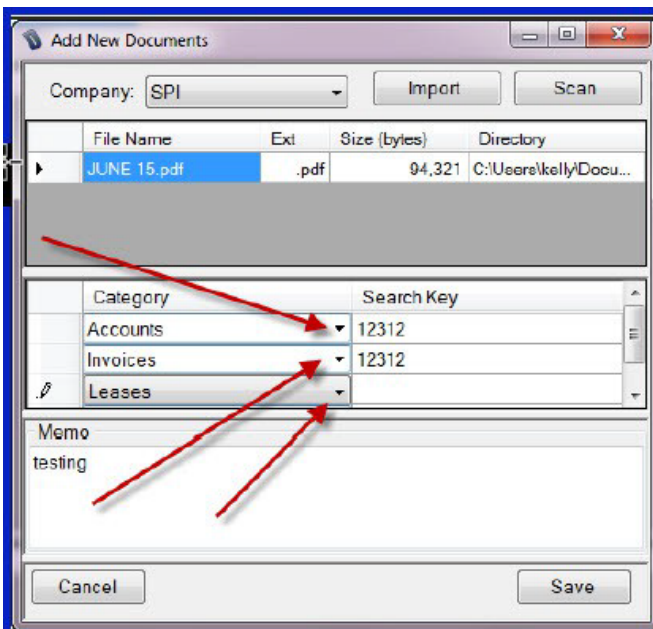 Add New Documents
Company: SPI Import Scan
File Name Ext Size (bytes) Directory
JUNE 15.pdf .pdf 94,321 C:\Users\kelly\Docu...
Category Search Key
Accounts 12312
Invoices 12312
Leases
Memo
testing
Cancel Save